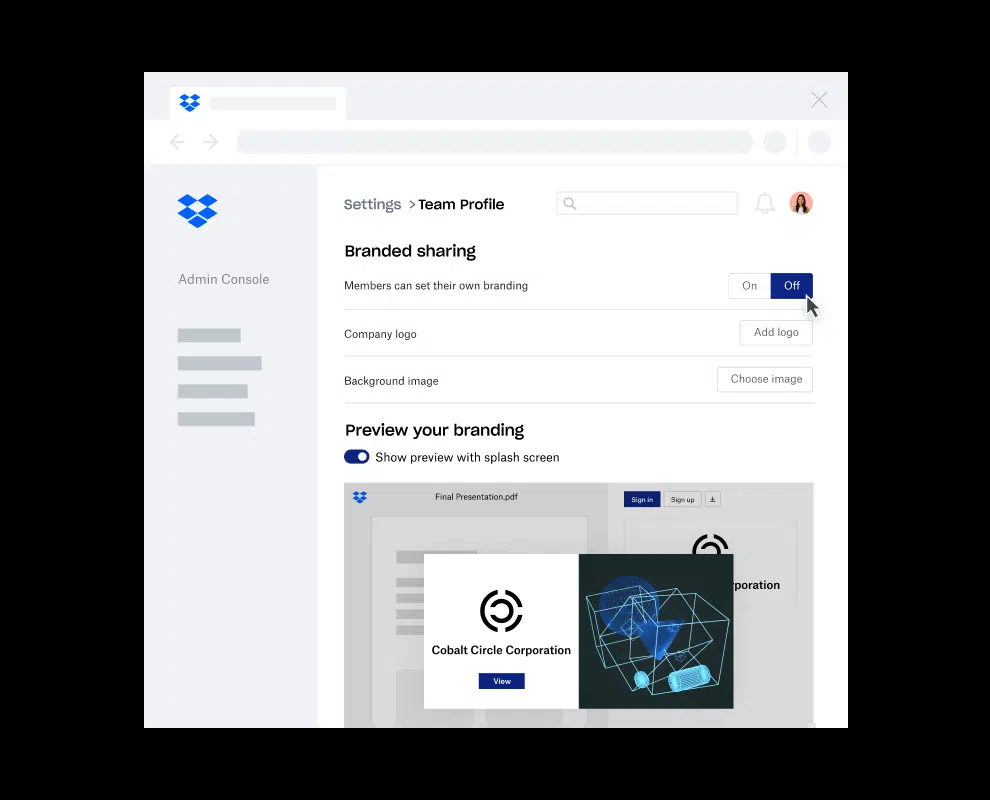 Settings > Team Profile
Admin Console
Branded sharing
Members can set their own branding
On
Off
Company logo
Add logo
Background image
Choose image
Preview your branding
Show preview with splash screen
Final Presentation.pdf
Sign in
Sign up
poration
Cobalt Circle Corporation
View